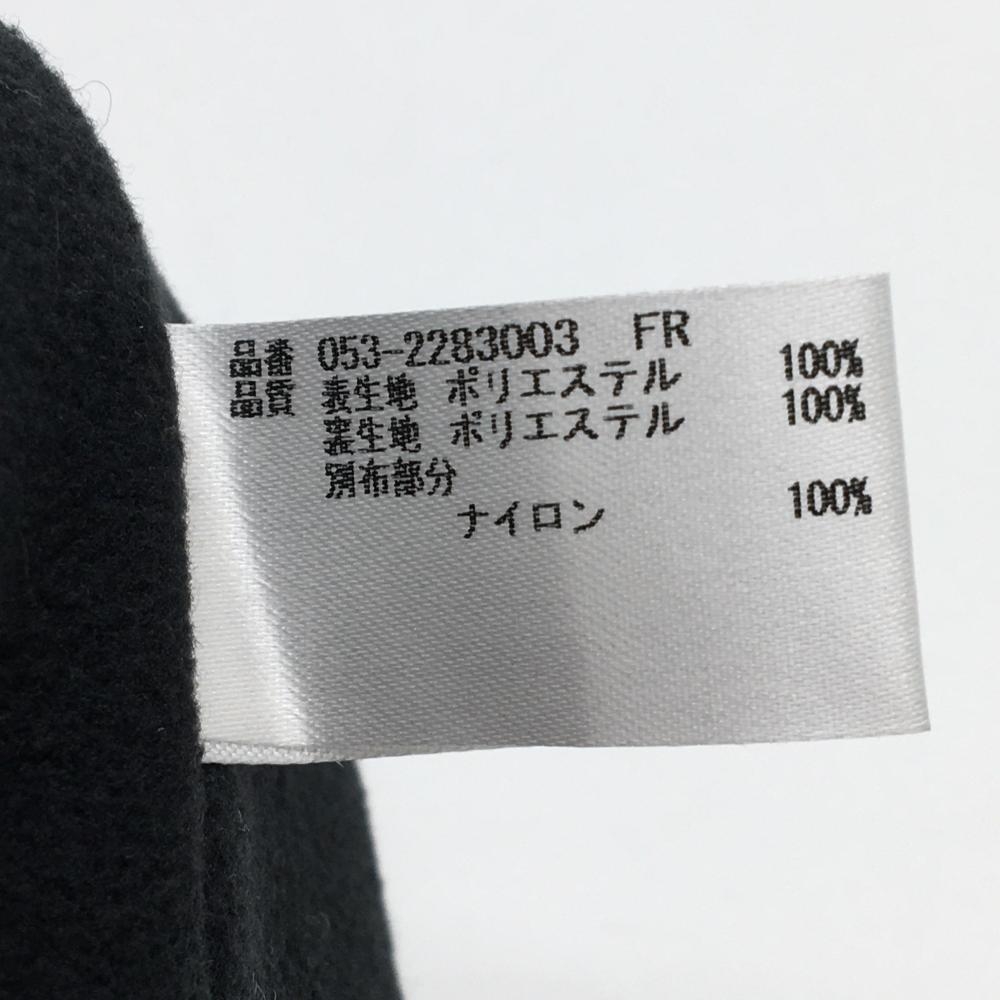 品番 053-2283003 FR
品質 表生地 ポリエステル 100%
裏生地 ポリエステル 100%
別布部分
ナイロン 100%